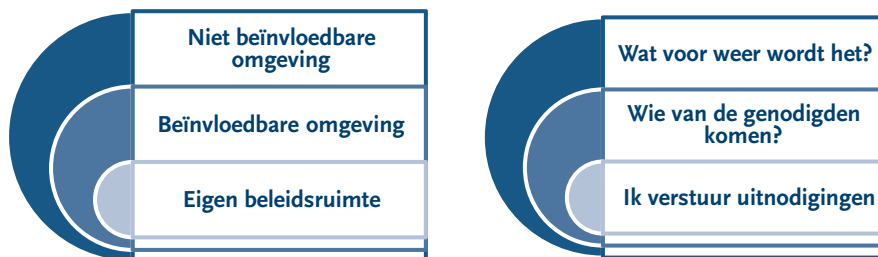 Niet beïnvloedbare
omgeving
Beïnvloedbare omgeving
Eigen beleidsruimte
Wat voor weer wordt het?
Wie van de genodigden
komen?
Ik verstuur uitnodigingen